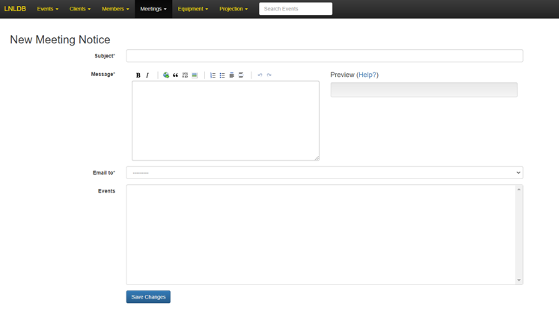 LNLDB Events Clients Members Meetings Equipment Projection Search Events
New Meeting Notice
Subject*
Message* B I Preview (Help?)
Email to* ---------
Events
Save Changes